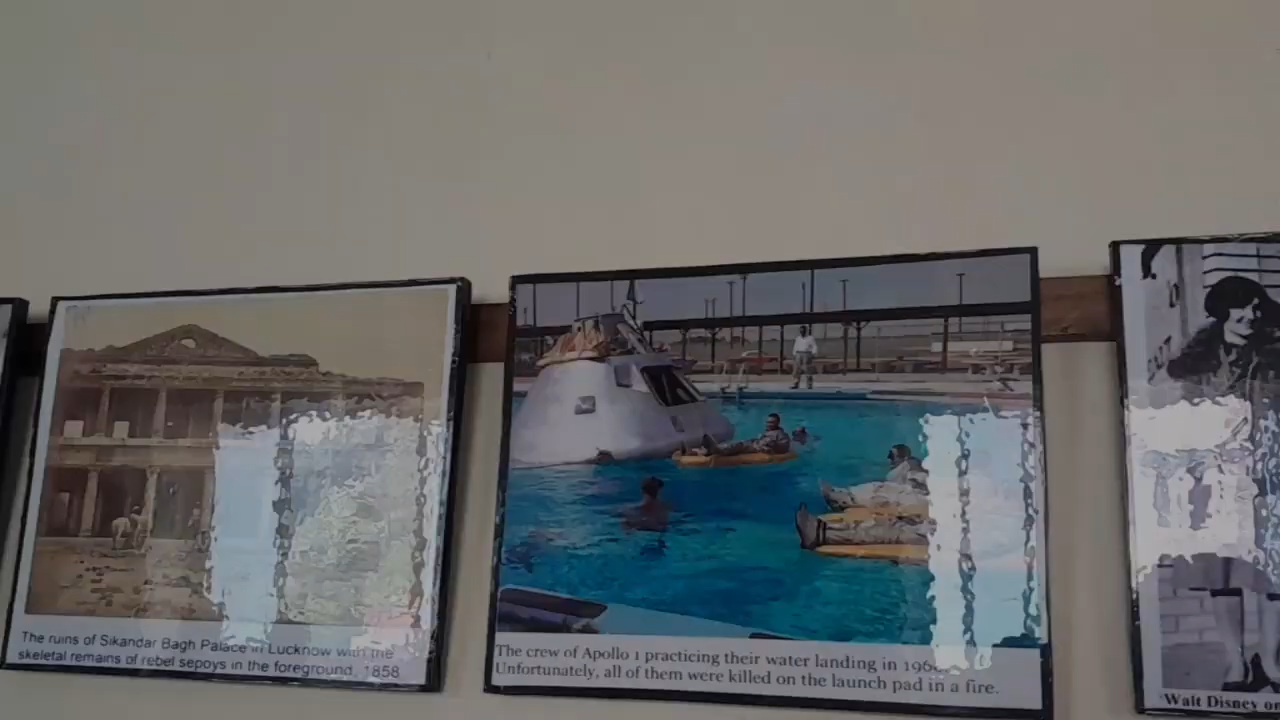 The ruins of Sikandar Bagh Palace in Lucknow with the
skeletal remains of rebel sepoys in the foreground, 1858
The crew of Apollo 1 practicing their water landing in
Unfortunately, all of them were killed on the launch pad in a fire.
Walt Disney